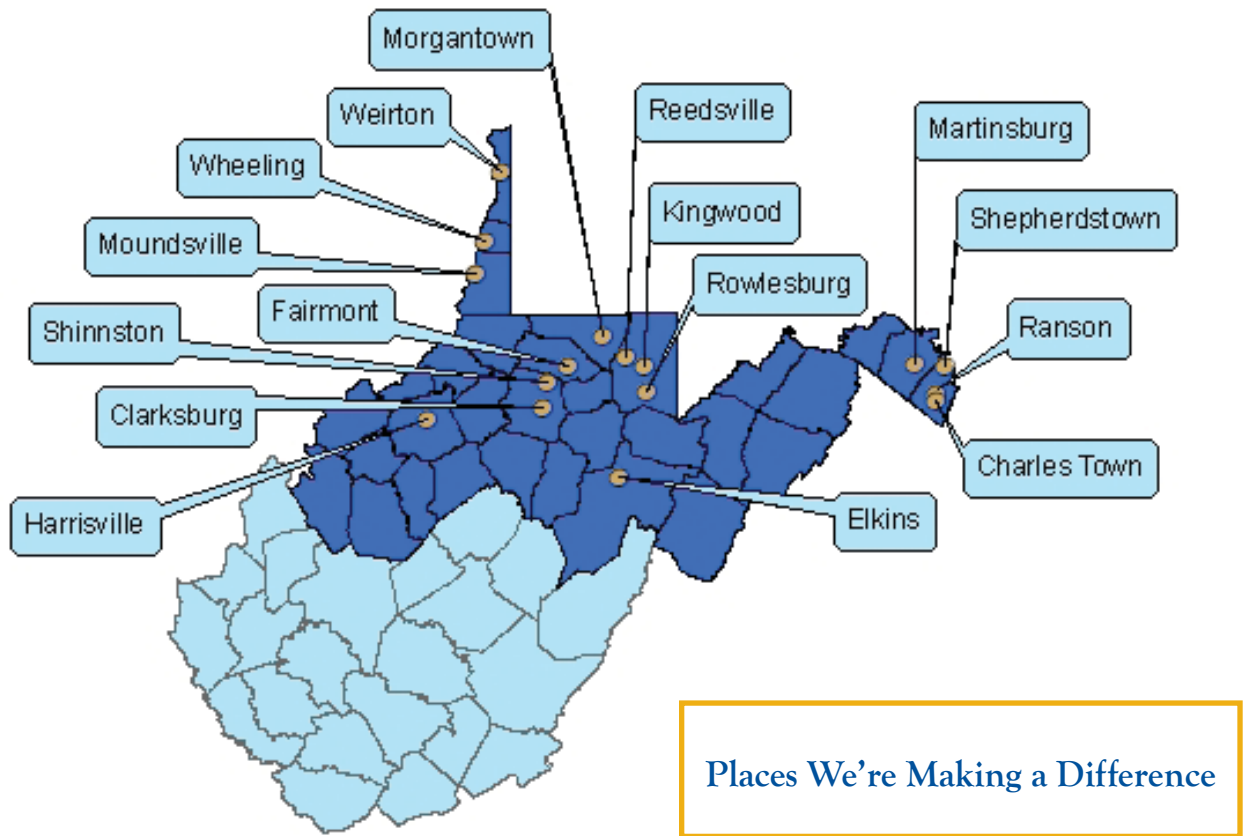 Morgantown
Weirton
Reedsville
Martinsburg
Wheeling
Kingwood
Shepherdstown
Moundsville
Rowlesburg
Fairmont
Ranson
Shinnston
Clarksburg
Charles Town
Harrisville
Elkins
Places We're Making a Difference